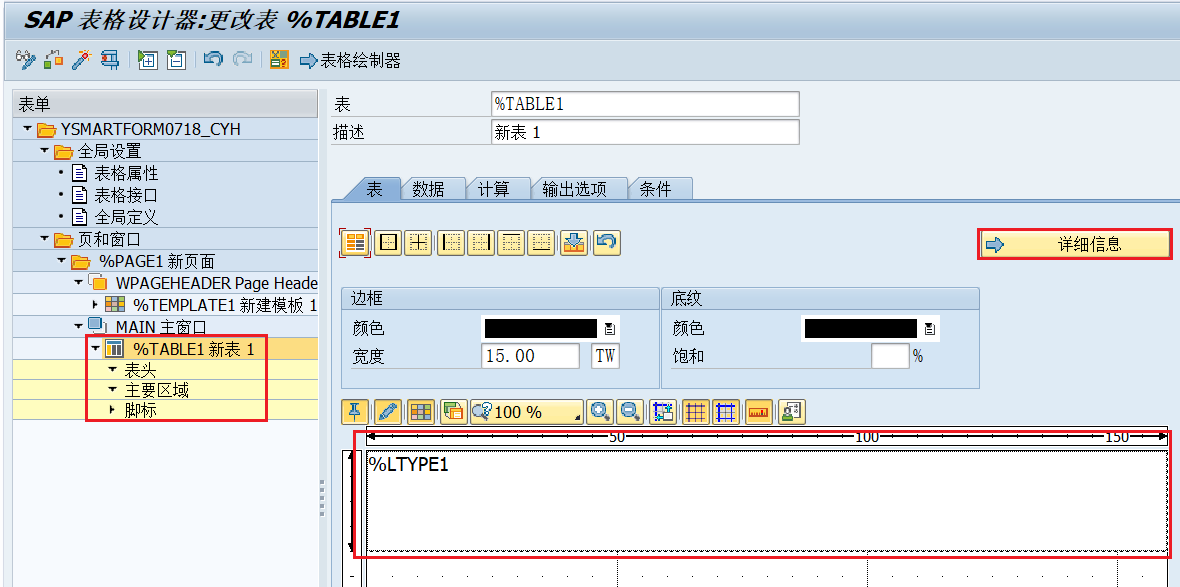 SAP 表格设计器:更改表 %TABLE1
表格绘制器
表单
YSMARTFORM0718_CYH
全局设置
表格属性
表格接口
全局定义
页和窗口
%PAGE1 新页面
WPAGEHEADER Page Heade
%TEMPLATE1 新建模板 1
MAIN 主窗口
%TABLE1 新表 1
表头
主要区域
脚标
表 %TABLE1
描述 新表 1
表 数据 计算 输出选项 条件
详细信息
边框 底纹
颜色 颜色
宽度 15.00 TW 饱和 %
100 %
50 100 150
%LTYPE1